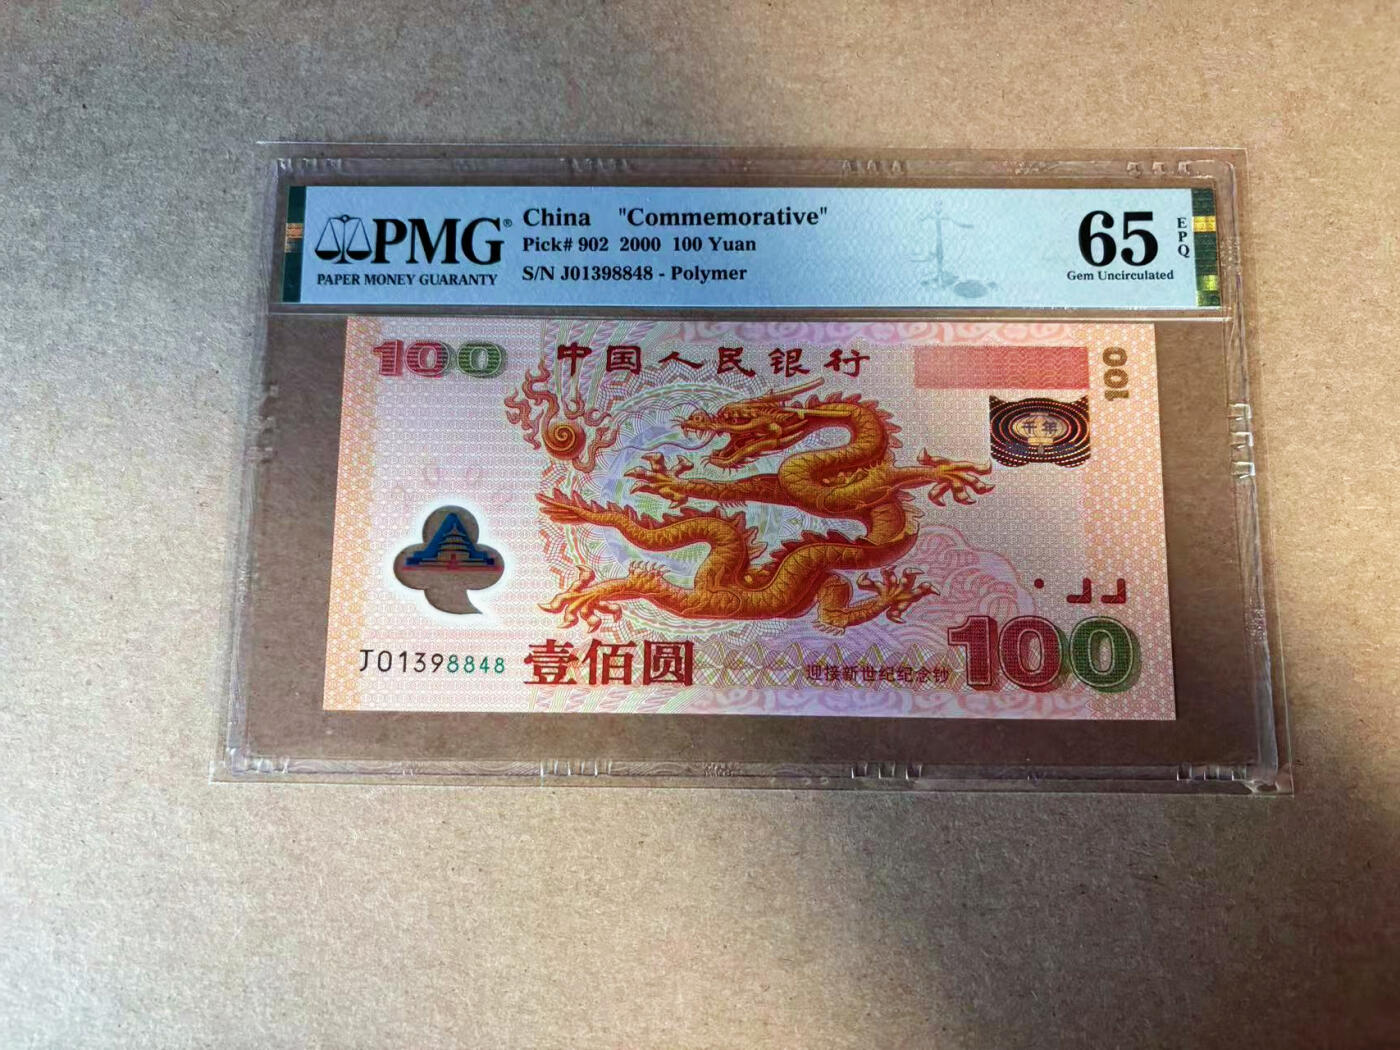 PMG®
PAPER MONEY GUARANTY
China "Commemorative"
Pick# 902 2000 100 Yuan
S/N J01398848 - Polymer
65
EPQ
Gem Uncirculated
100
中国人民银行
100
千年
J01398848
壹佰圆
迎接新世纪纪念钞
100